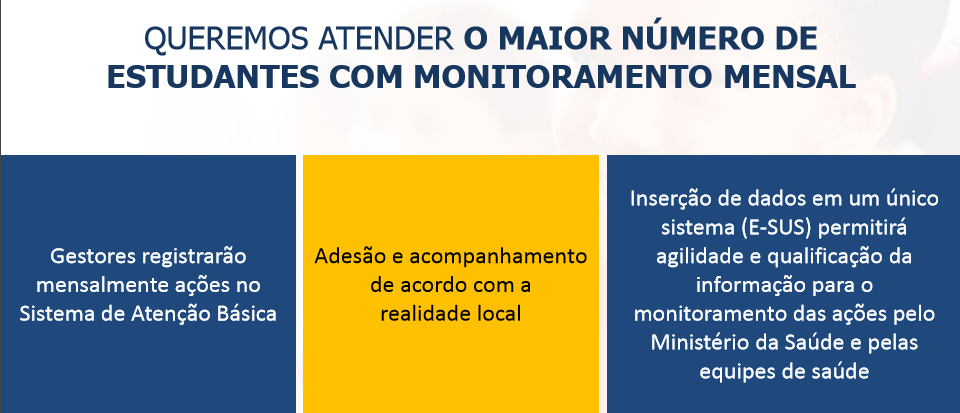 QUEREMOS ATENDER O MAIOR NÚMERO DE
ESTUDANTES COM MONITORAMENTO MENSAL
Gestores registrarão
mensalmente ações no
Sistema de Atenção Básica
Adesão e acompanhamento
de acordo com a
realidade local
Inserção de dados em um único
sistema (E-SUS) permitirá
agilidade e qualificação da
informação para o
monitoramento das ações pelo
Ministério da Saúde e pelas
equipes de saúde